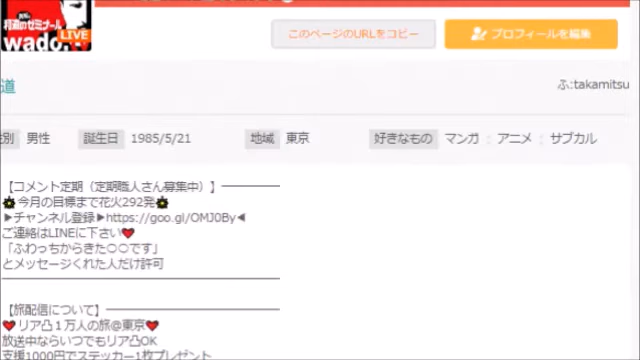 邦道のゼミナール
wado.
LIVE
このページのURLをコピー
プロフィールを編集
道
ふ:takamitsu
性別 男性 誕生日 1985/5/21 地域 東京 好きなもの マンガ : アニメ : サブカル
【コメント定期（定期職人さん募集中）】
今月の目標まで花火292発
▶チャンネル登録▶https://goo.gl/OMJ0By◀
ご連絡はLINEに下さい❤
「ふわっちからきた○○です」
とメッセージくれた人だけ許可
【旅配信について】
❤リア凸１万人の旅@東京❤
放送中ならいつでもリア凸OK
支援1000円でステッカー1枚プレゼント